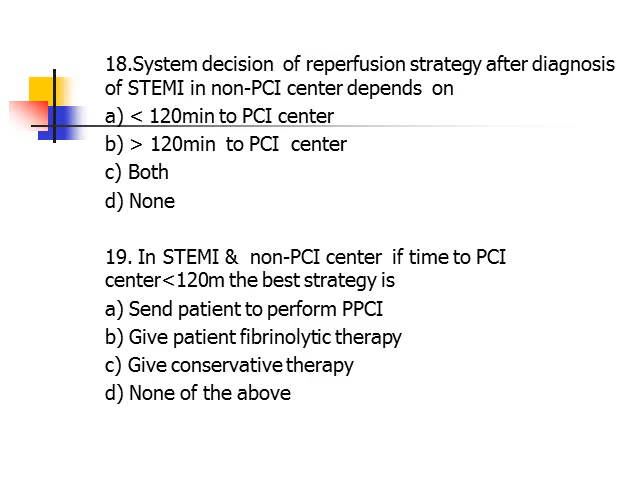 18.System decision of reperfusion strategy after diagnosis
of STEMI in non-PCI center depends on
a) < 120min to PCI center
b) > 120min to PCI center
c) Both
d) None
19. In STEMI & non-PCI center if time to PCI
center<120m the best strategy is
a) Send patient to perform PPCI
b) Give patient fibrinolytic therapy
c) Give conservative therapy
d) None of the above